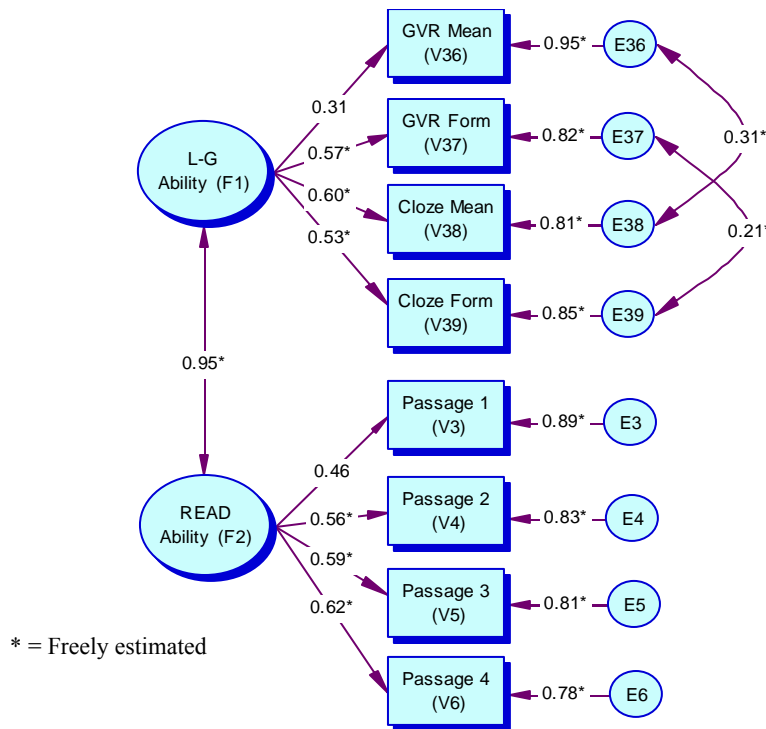 GVR Mean
(V36)
0.95*
E36
0.31
GVR Form
(V37)
0.82*
E37
0.31*
L-G
Ability (F1)
0.57*
0.60*
Cloze Mean
(V38)
0.81*
E38
0.21*
0.53*
Cloze Form
(V39)
0.85*
E39
0.95*
Passage 1
(V3)
0.89*
E3
0.46
READ
Ability (F2)
0.56*
Passage 2
(V4)
0.83*
E4
0.59*
Passage 3
(V5)
0.81*
E5
0.62*
* = Freely estimated
Passage 4
(V6)
0.78*
E6